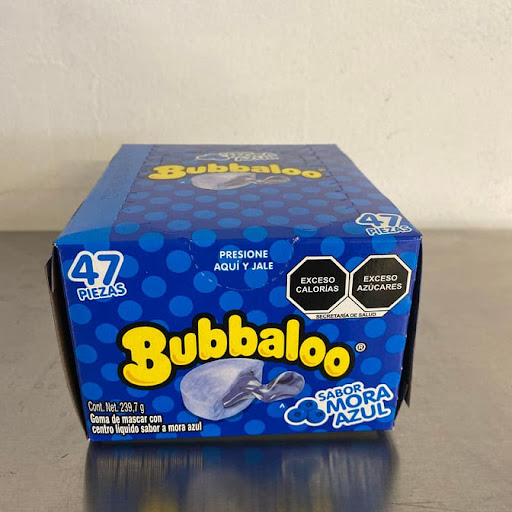 Bubbaloo
47
PIEZAS
47
PIEZAS
PRESIONE
AQUÍ Y JALE
EXCESO
CALORÍAS
EXCESO
AZÚCARES
SECRETARÍA DE SALUD
Bubbaloo®
Cont. Net. 239,7 g
Goma de mascar con
centro líquido sabor a mora azul
SABOR
MORA
AZUL